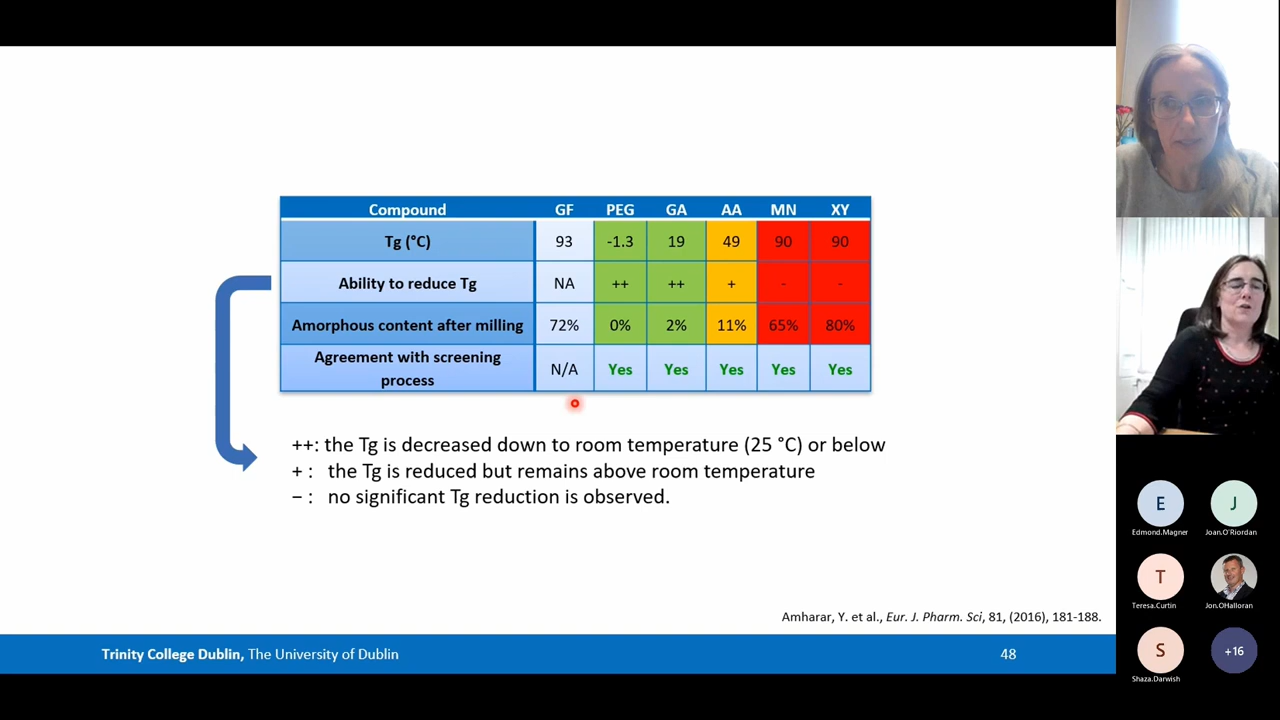 Compound GF PEG GA AA MN XY
Tg (°C) 93 -1.3 19 49 90 90
Ability to reduce Tg NA ++ ++ + - -
Amorphous content after milling 72% 0% 2% 11% 65% 80%
Agreement with screening
process N/A Yes Yes Yes Yes Yes
++: the Tg is decreased down to room temperature (25 °C) or below
+ : the Tg is reduced but remains above room temperature
− : no significant Tg reduction is observed.
Amharar, Y. et al., Eur. J. Pharm. Sci, 81, (2016), 181-188.
Trinity College Dublin, The University of Dublin 48
E J
Edmond.Magner Joan.O'Riordan
T
Teresa.Curtin Jon.OHalloran
S +16
Shaza.Darwish